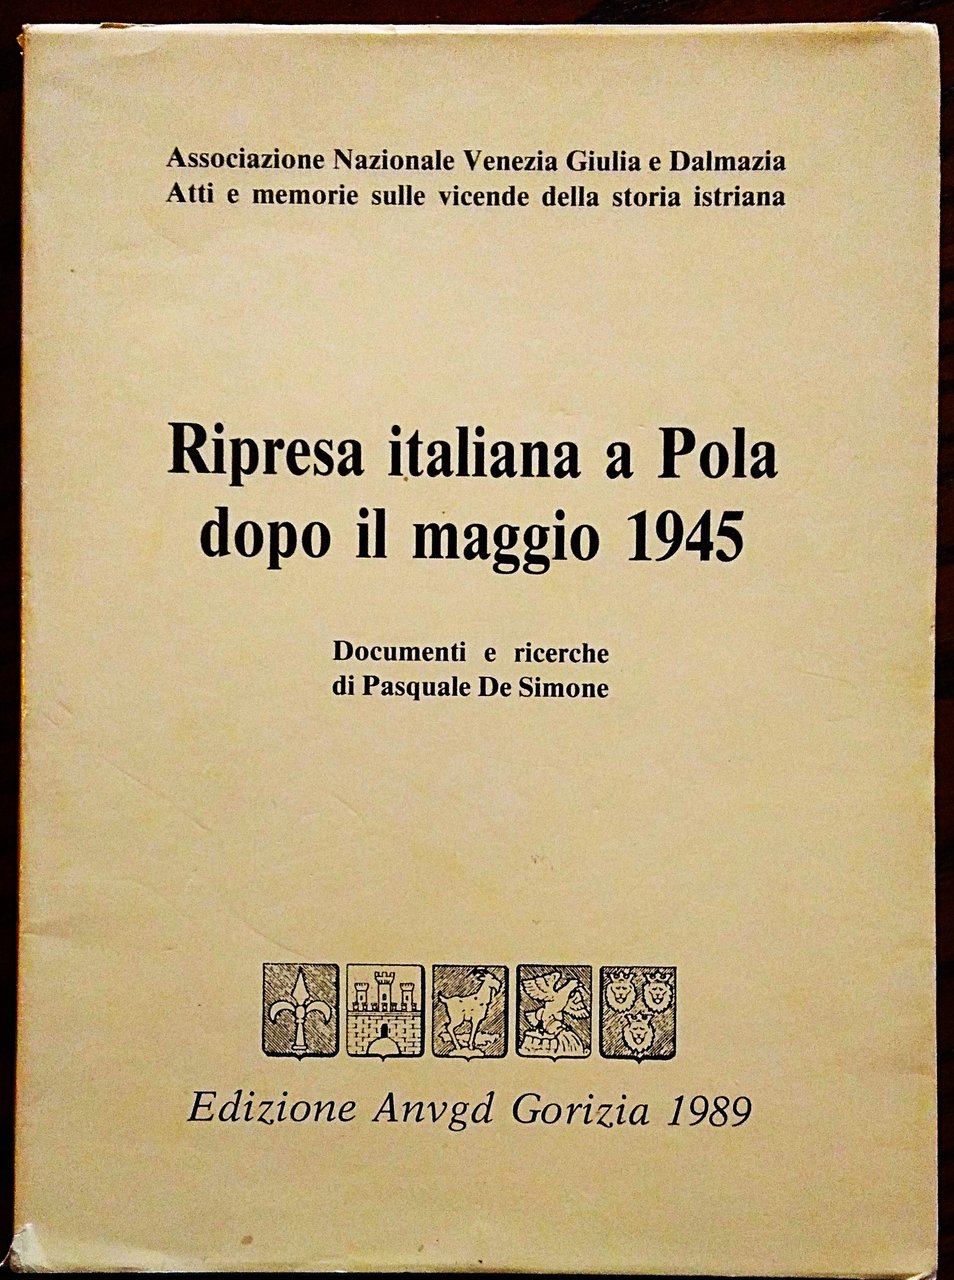 Associazione Nazionale Venezia Giulia e Dalmazia
Atti e memorie sulle vicende della storia istriana
Ripresa italiana a Pola
dopo il maggio 1945
Documenti e ricerche
di Pasquale De Simone
Edizione Anvgd Gorizia 1989